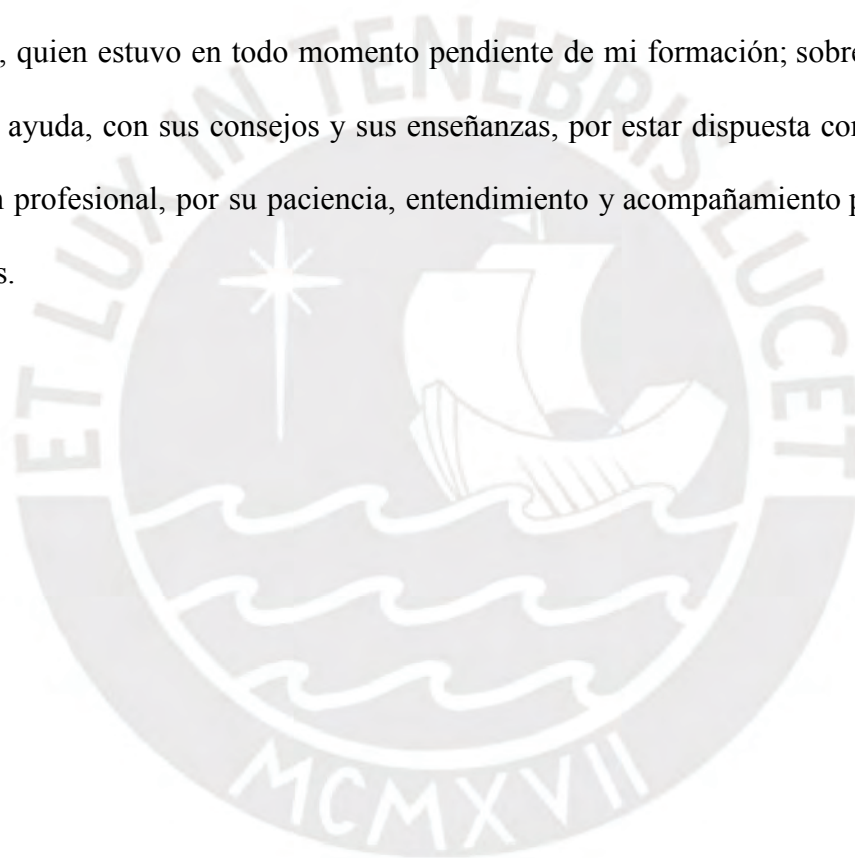 , quien estuvo en todo momento pendiente de mi formación; sobre
ayuda, con sus consejos y sus enseñanzas, por estar dispuesta con
n profesional, por su paciencia, entendimiento y acompañamiento p
s.
ET LUX IN TENEBRIS LUCET
MCMXVII